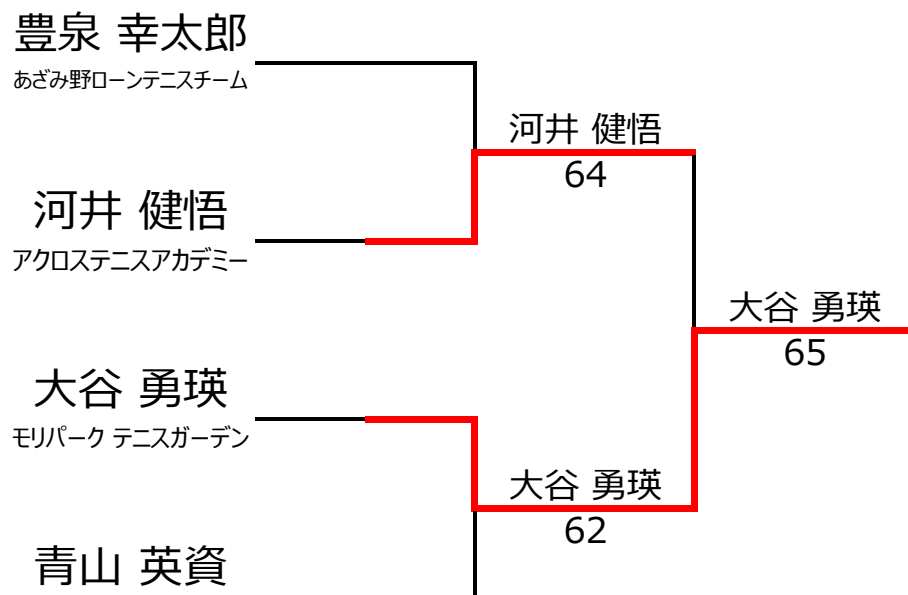 豊泉 幸太郎
あざみ野ローンテニスチーム
河井 健悟
64
河井 健悟
アクロステニスアカデミー
大谷 勇瑛
65
大谷 勇瑛
モリパーク テニスガーデン
大谷 勇瑛
62
青山 英資